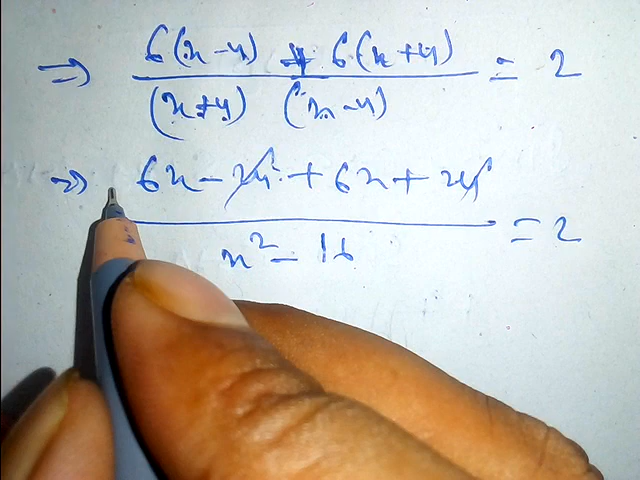 ⇒ 6(x-4) + 6(x+4) = 2
(x+4) (x-4)
⇒ 6x - 24 + 6x + 24 = 2
x² - 16